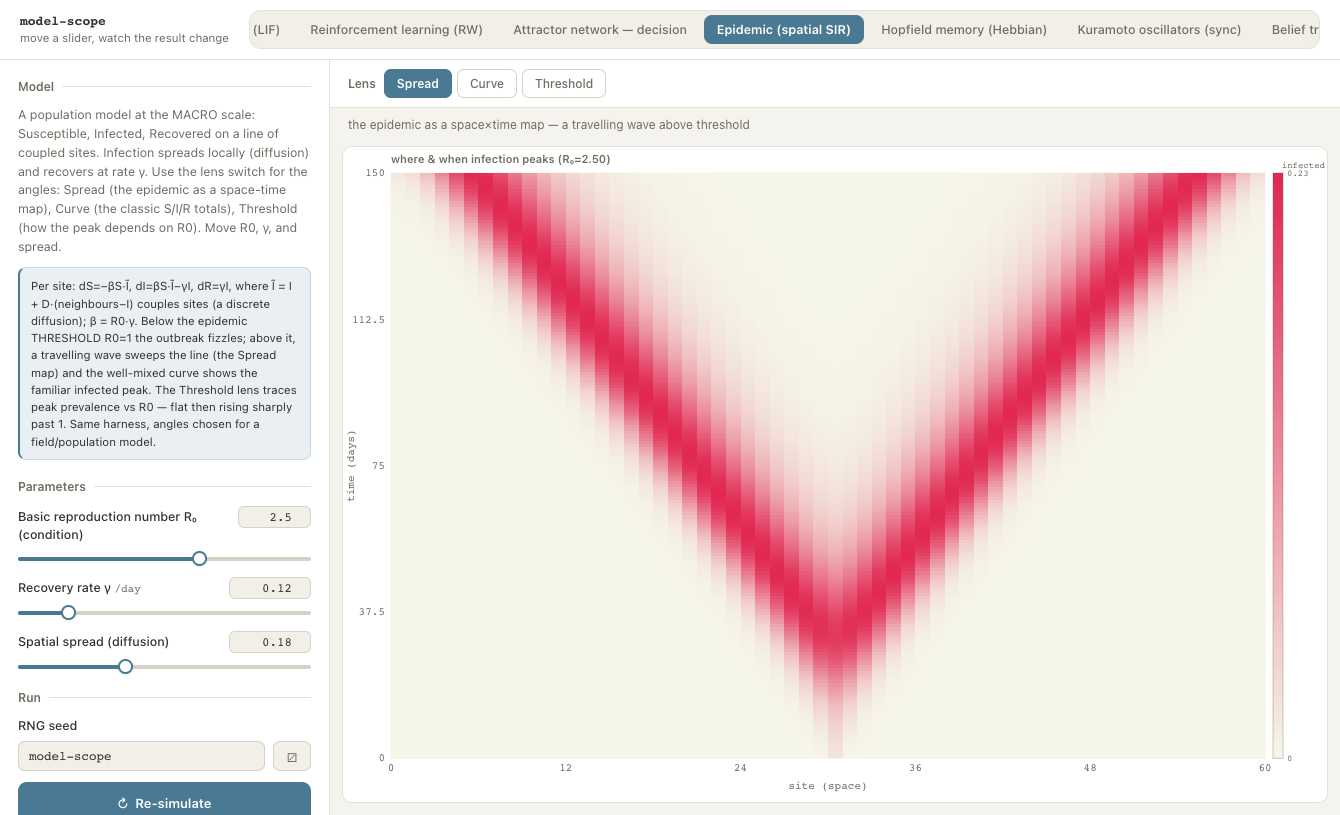 model-scope
move a slider, watch the result change
(LIF)
Reinforcement learning (RW)
Attractor network — decision
Epidemic (spatial SIR)
Hopfield memory (Hebbian)
Kuramoto oscillators (sync)
Belief tr
Model
A population model at the MACRO scale:
Susceptible, Infected, Recovered on a line of
coupled sites. Infection spreads locally (diffusion)
and recovers at rate γ. Use the lens switch for the
angles: Spread (the epidemic as a space-time
map), Curve (the classic S/I/R totals), Threshold
(how the peak depends on R0). Move R0, γ, and
spread.
Per site: dS=−βS·Ĩ, dI=βS·Ĩ−γI, dR=γI, where Ĩ = I
+ D·(neighbours−I) couples sites (a discrete
diffusion); β = R0·γ. Below the epidemic
THRESHOLD R0=1 the outbreak fizzles; above it,
a travelling wave sweeps the line (the Spread
map) and the well-mixed curve shows the
familiar infected peak. The Threshold lens traces
peak prevalence vs R0 — flat then rising sharply
past 1. Same harness, angles chosen for a
field/population model.
Parameters
Basic reproduction number R₀
(condition)
2.5
Recovery rate γ /day
0.12
Spatial spread (diffusion)
0.18
Run
RNG seed
model-scope
↻ Re-simulate
Lens
Spread
Curve
Threshold
the epidemic as a space×time map — a travelling wave above threshold
where & when infection peaks (R₀=2.50)
infected
0.23
0
150
112.5
75
37.5
0
time (days)
0
12
24
36
48
60
site (space)